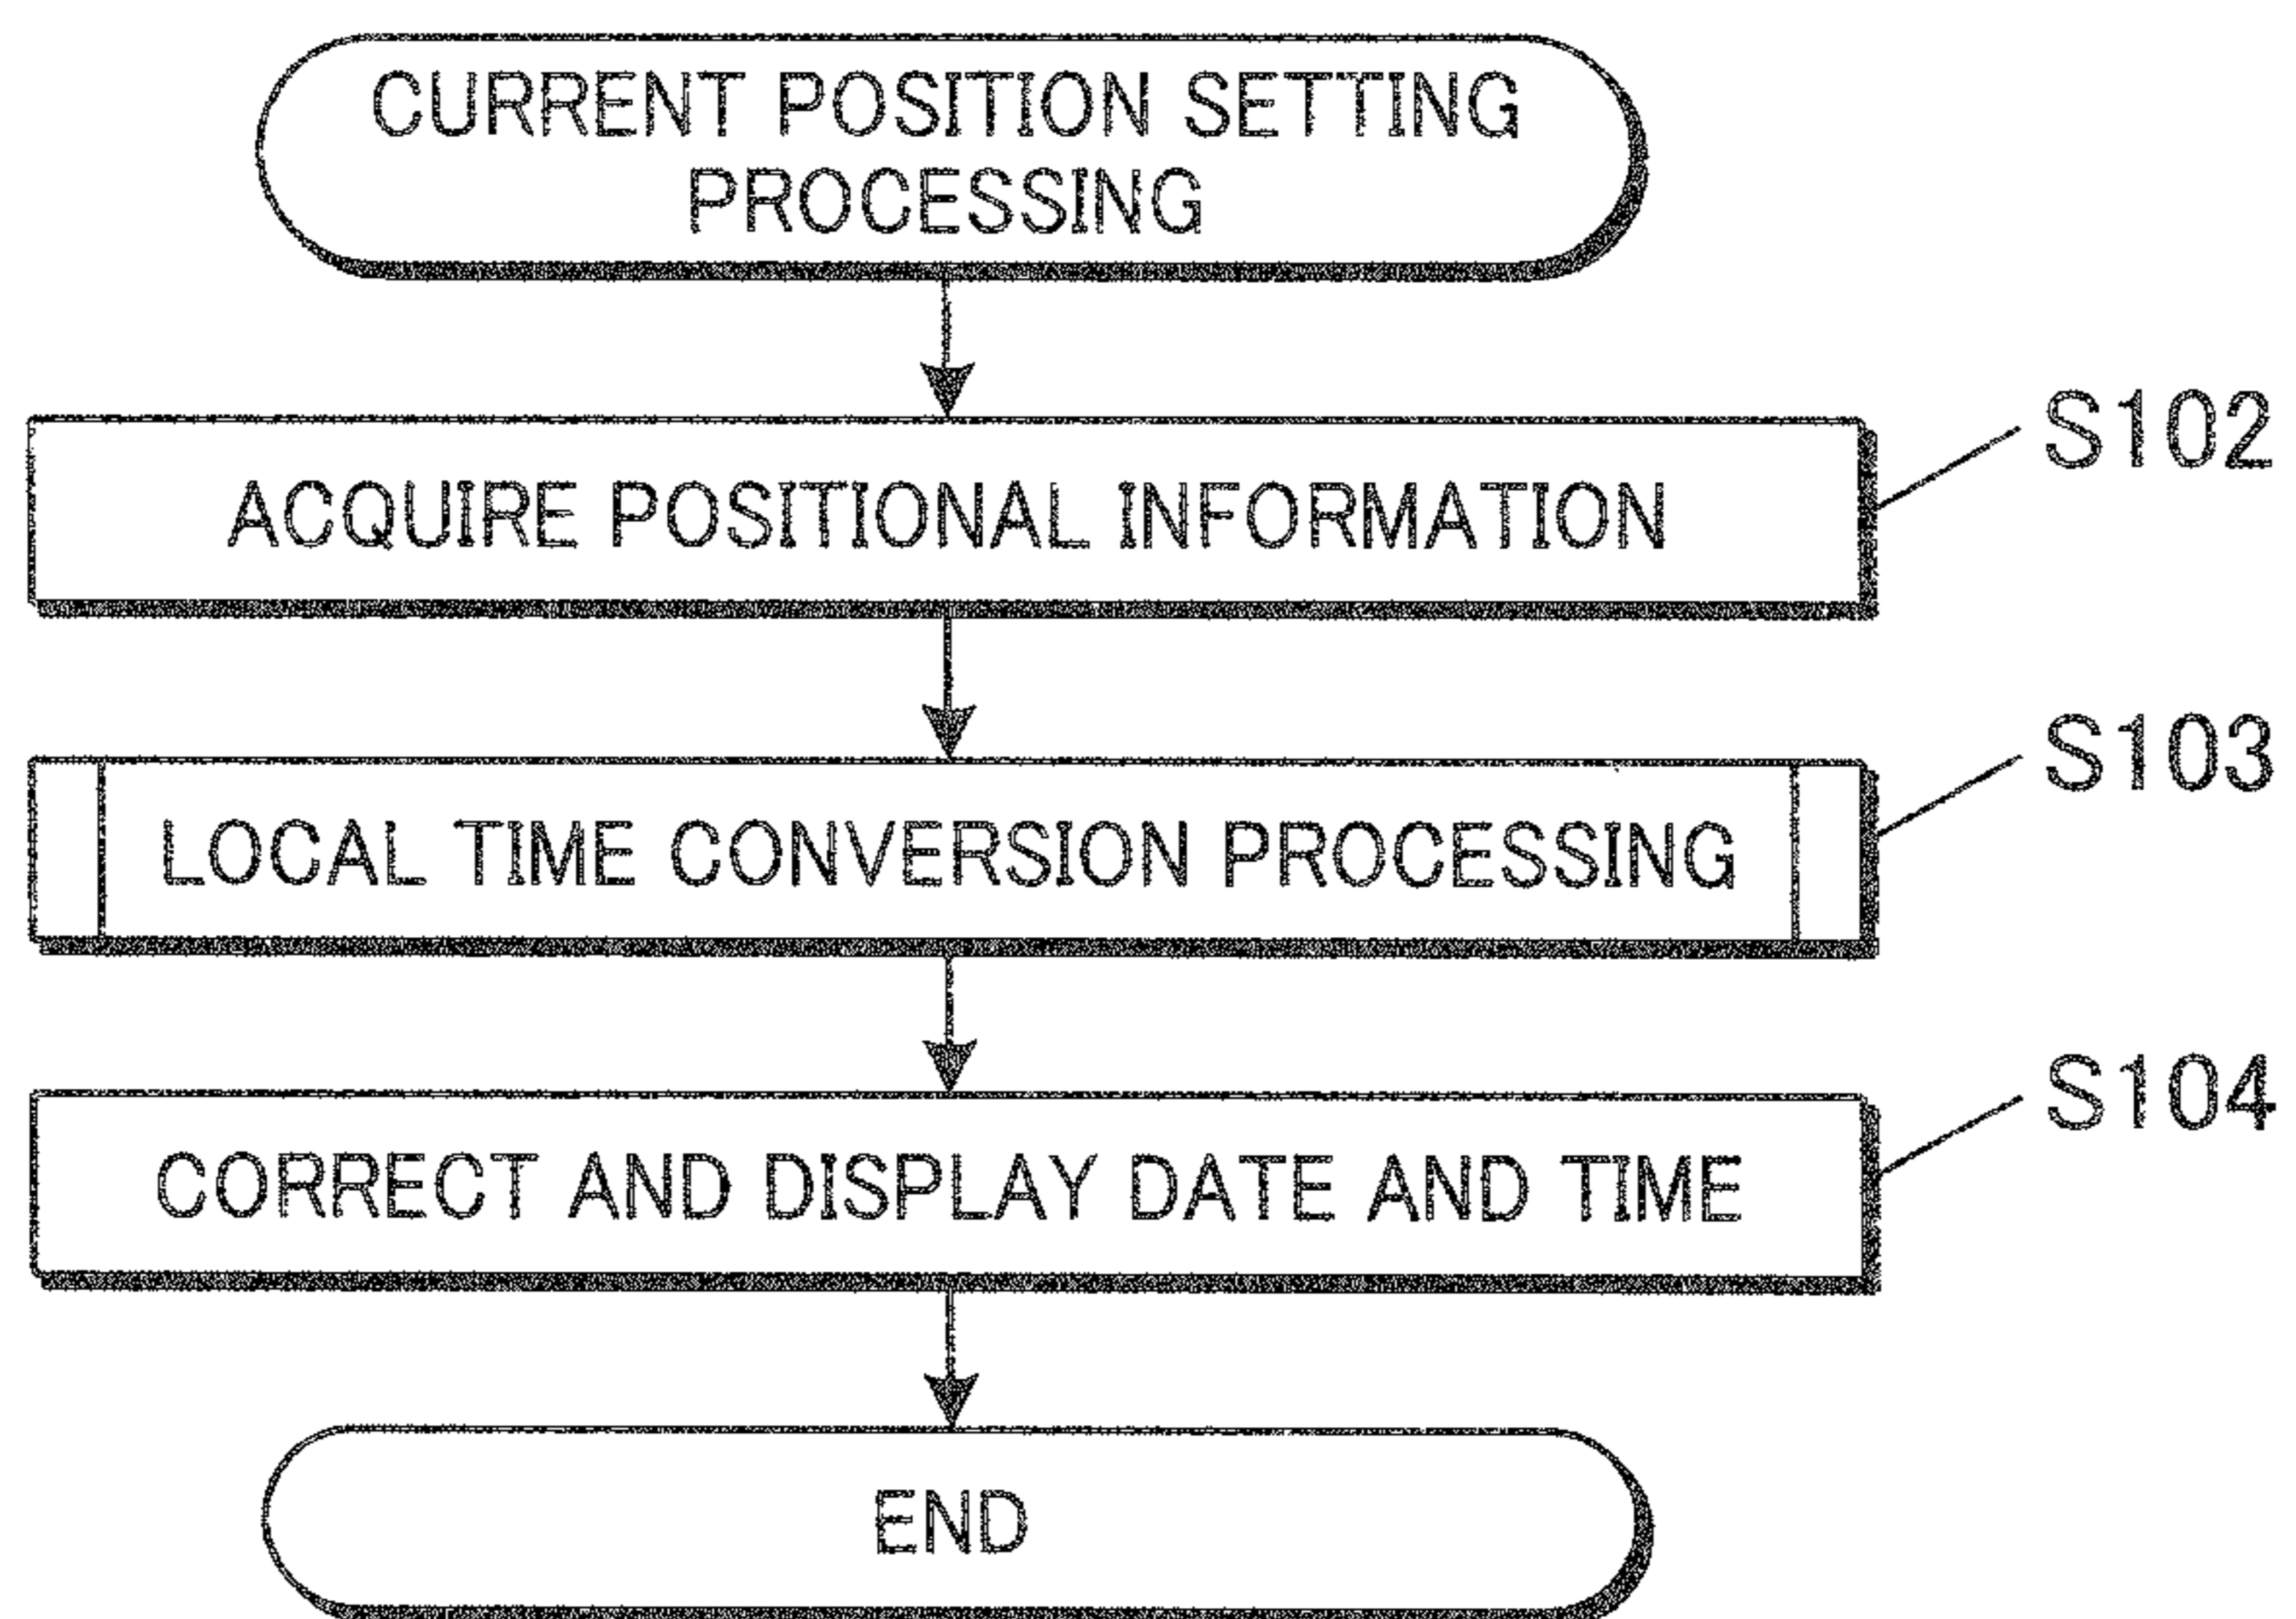 CURRENT POSITION SETTING
PROCESSING
ACQUIRE POSITIONAL INFORMATION
S102
LOCAL TIME CONVERSION PROCESSING
S103
CORRECT AND DISPLAY DATE AND TIME
S104
END